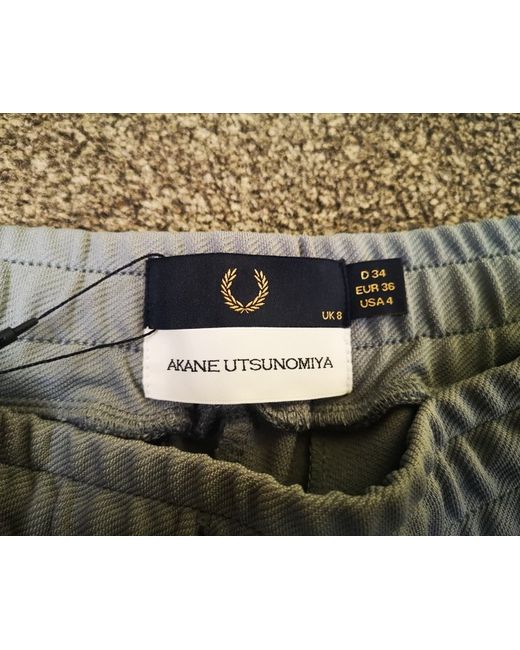 UK 8
AKANE UTSUNOMIYA
D 34
EUR 36
USA 4